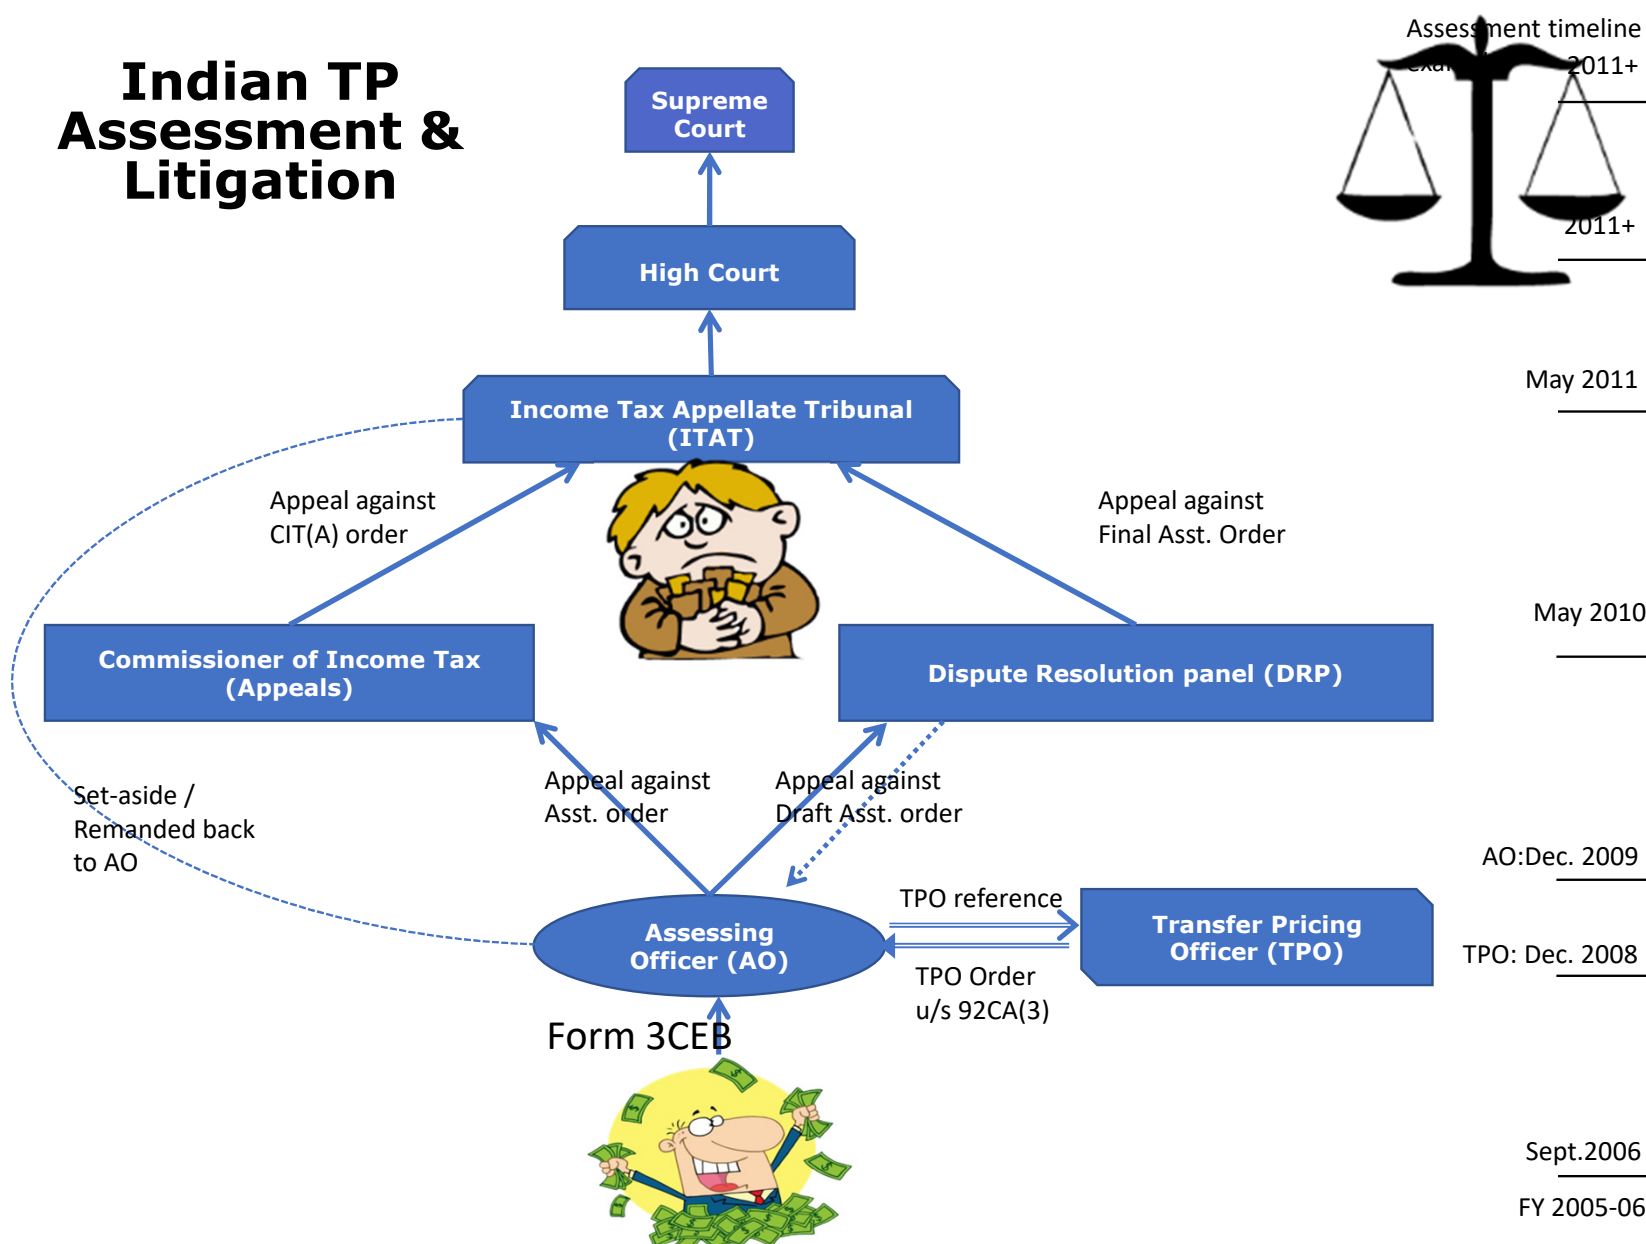 Indian TP
Assessment &
Litigation
Assessment timeline
2011+
Supreme
Court
2011+
High Court
May 2011
Income Tax Appellate Tribunal
(ITAT)
Appeal against
CIT(A) order
Appeal against
Final Asst. Order
May 2010
Commissioner of Income Tax
(Appeals)
Dispute Resolution panel (DRP)
Appeal against
Asst. order
Appeal against
Draft Asst. order
Set-aside /
Remanded back
to AO
AO:Dec. 2009
TPO reference
Assessing
Officer (AO)
Transfer Pricing
Officer (TPO)
TPO: Dec. 2008
TPO Order
u/s 92CA(3)
Form 3CEB
Sept.2006
FY 2005-06